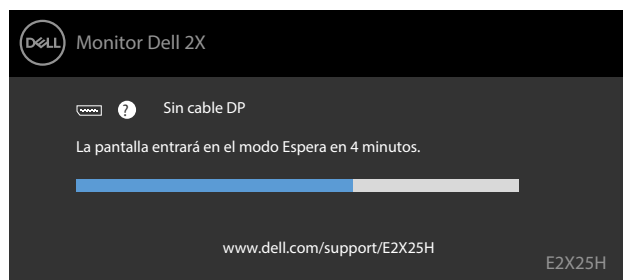 DELL
Monitor Dell 2X
? Sin cable DP
La pantalla entrará en el modo Espera en 4 minutos.
www.dell.com/support/E2X25H
E2X25H